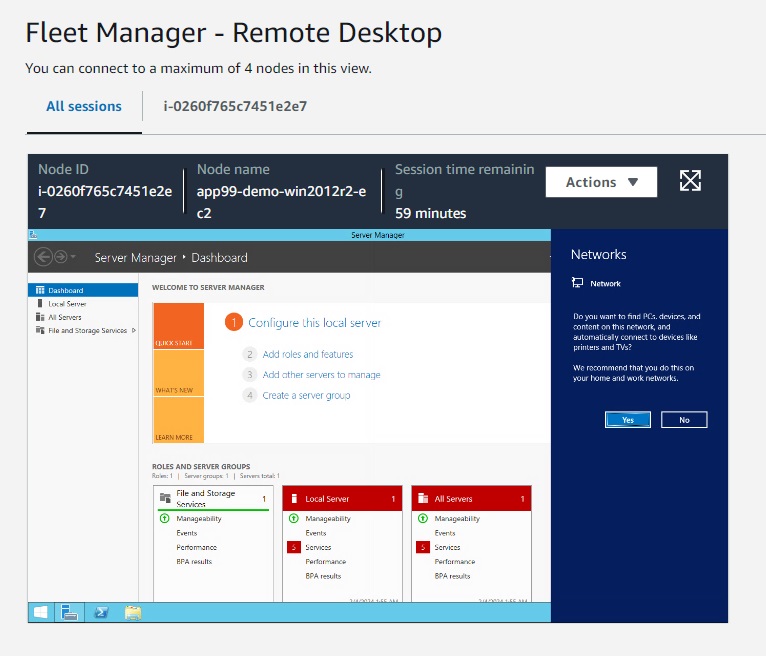 Fleet Manager - Remote Desktop
You can connect to a maximum of 4 nodes in this view.
All sessions
i-0260f765c7451e2e7
Node ID
i-0260f765c7451e2e
7
Node name
app99-demo-win2012r2-e
c2
Session time remainin
g
59 minutes
Actions
Server Manager
Server Manager • Dashboard
Dashboard
Local Server
All Servers
File and Storage Services
WELCOME TO SERVER MANAGER
QUICK START
WHAT'S NEW
LEARN MORE
1 Configure this local server
2 Add roles and features
3 Add other servers to manage
4 Create a server group
ROLES AND SERVER GROUPS
Roles: 1 | Server groups: 1 | Servers total: 1
File and Storage
Services
1
Manageability
Events
Performance
BPA results
Local Server 1
Manageability
Events
5 Services
Performance
BPA results
All Servers 1
Manageability
Events
5 Services
Performance
BPA results
Networks
Network
Do you want to find PCs, devices, and
content on this network, and
automatically connect to devices like
printers and TVs?
We recommend that you do this on
your home and work networks.
Yes
No